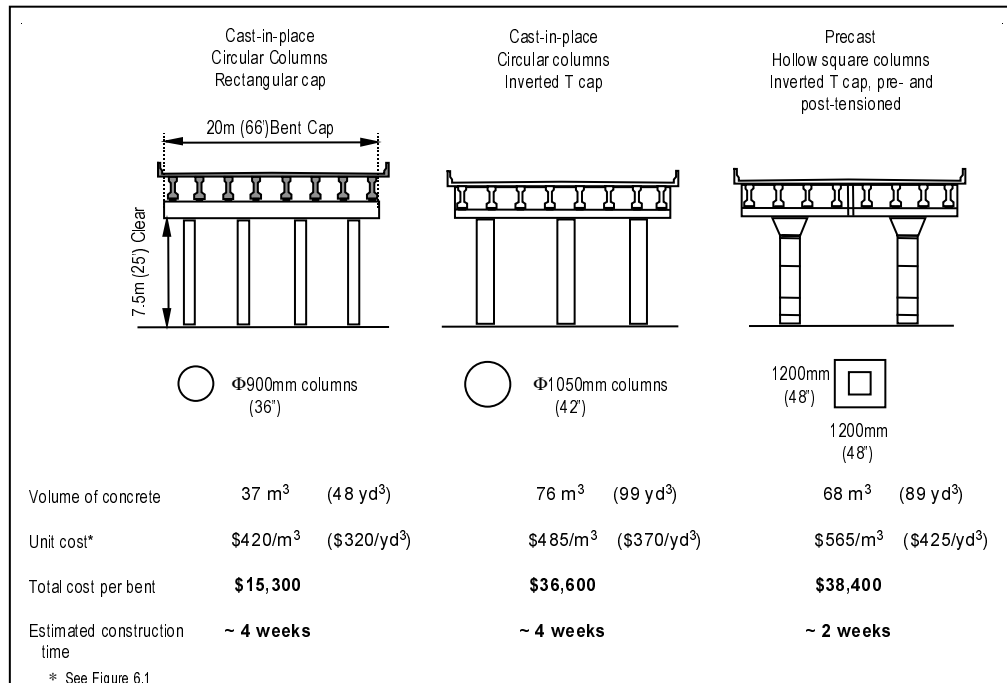 Cast-in-place
Circular Columns
Rectangular cap
Cast-in-place
Circular columns
Inverted T cap
Precast
Hollow square columns
Inverted T cap, pre- and
post-tensioned
20m (66')Bent Cap
7.5m (25') Clear
Φ900mm columns
(36")
Φ1050mm columns
(42")
1200mm
(48")
1200mm
(48")
Volume of concrete 37 m³ (48 yd³) 76 m³ (99 yd³) 68 m³ (89 yd³)
Unit cost* $420/m³ ($320/yd³) $485/m³ ($370/yd³) $565/m³ ($425/yd³)
Total cost per bent $15,300 $36,600 $38,400
Estimated construction ~ 4 weeks ~ 4 weeks ~ 2 weeks
time
* See Figure 6.1